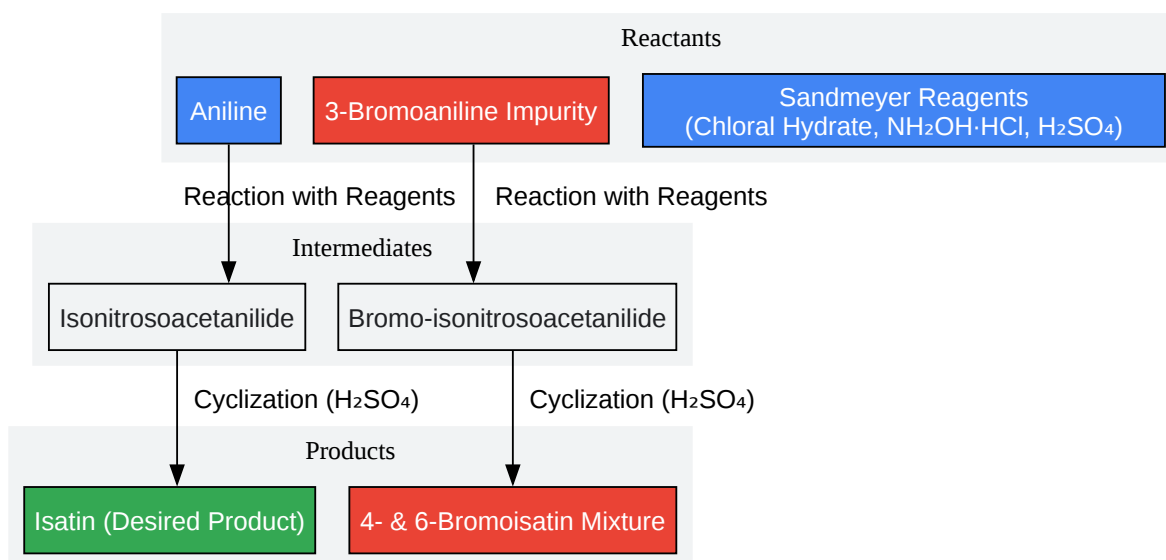 Reactants
Aniline
3-Bromoaniline Impurity
Sandmeyer Reagents
(Chloral Hydrate, NH₂OH·HCl, H₂SO₄)
Reaction with Reagents
Reaction with Reagents
Intermediates
Isonitrosoacetanilide
Bromo-isonitrosoacetanilide
Cyclization (H₂SO₄)
Cyclization (H₂SO₄)
Products
Isatin (Desired Product)
4- & 6-Bromoisatin Mixture